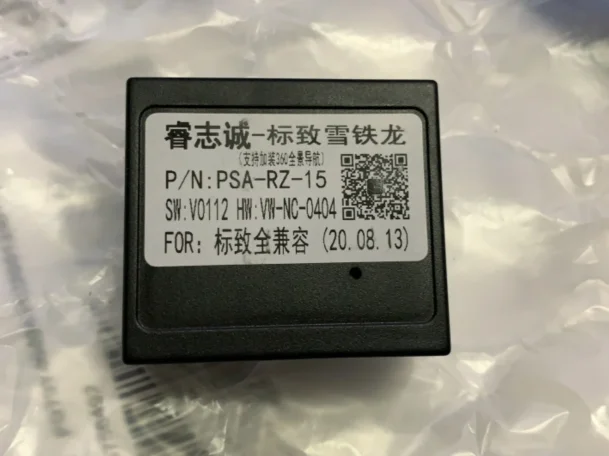 睿志诚-标致雪铁龙
(支持加装360全景导航)
P/N:PSA-RZ-15
SW:V0112 HW:VW-NC-0404
FOR: 标致全兼容 (20.08.13)